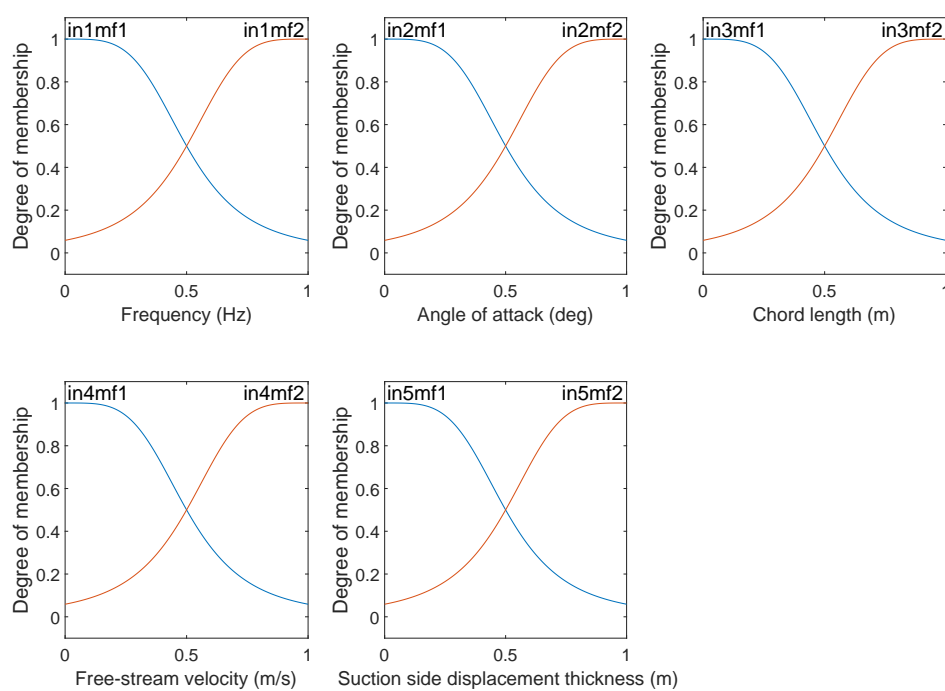 in1mf1 in1mf2
Degree of membership
1
0.8
0.6
0.4
0.2
0
0 0.5 1
Frequency (Hz)
in2mf1 in2mf2
Degree of membership
1
0.8
0.6
0.4
0.2
0
0 0.5 1
Angle of attack (deg)
in3mf1 in3mf2
Degree of membership
1
0.8
0.6
0.4
0.2
0
0 0.5 1
Chord length (m)
in4mf1 in4mf2
Degree of membership
1
0.8
0.6
0.4
0.2
0
0 0.5 1
Free-stream velocity (m/s)
in5mf1 in5mf2
Degree of membership
1
0.8
0.6
0.4
0.2
0
0 0.5 1
Suction side displacement thickness (m)